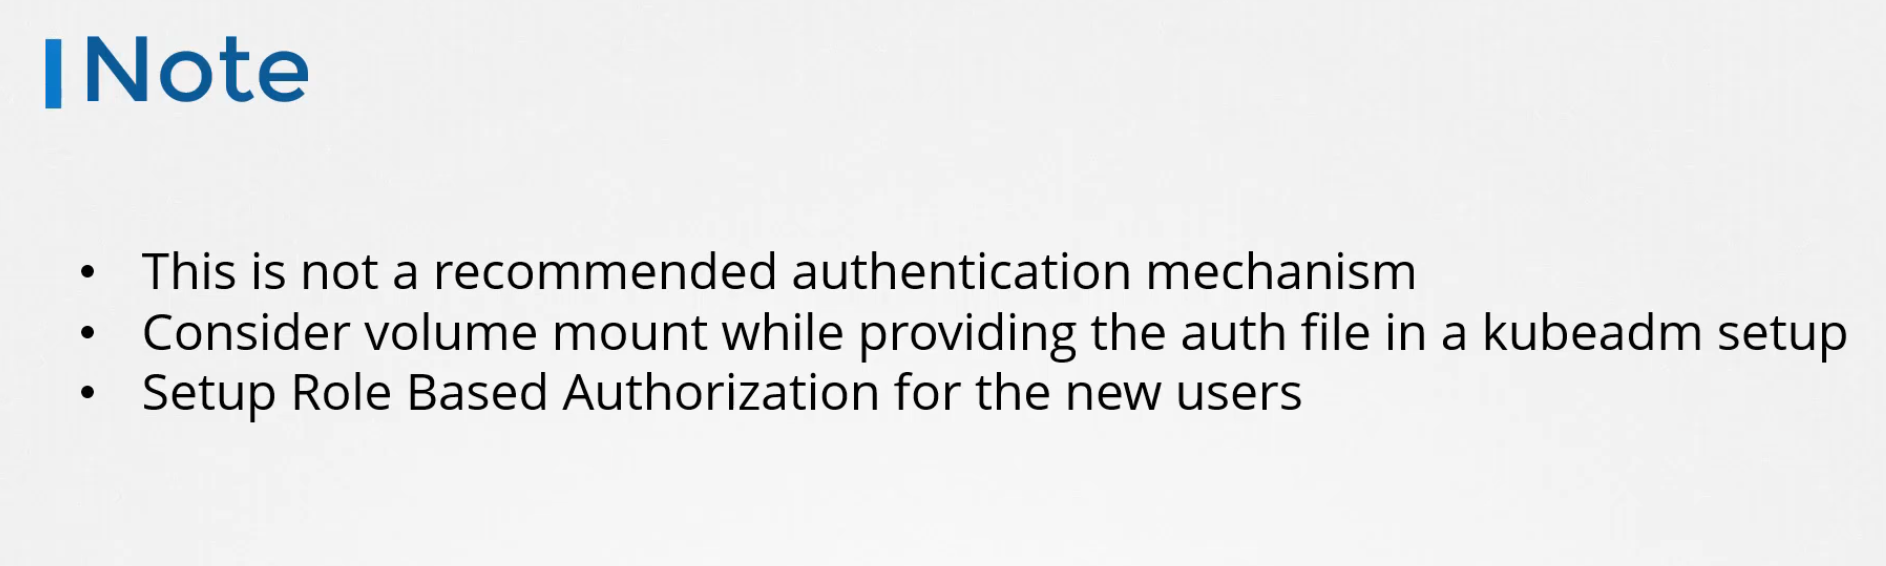 Note
• This is not a recommended authentication mechanism
• Consider volume mount while providing the auth file in a kubeadm setup
• Setup Role Based Authorization for the new users